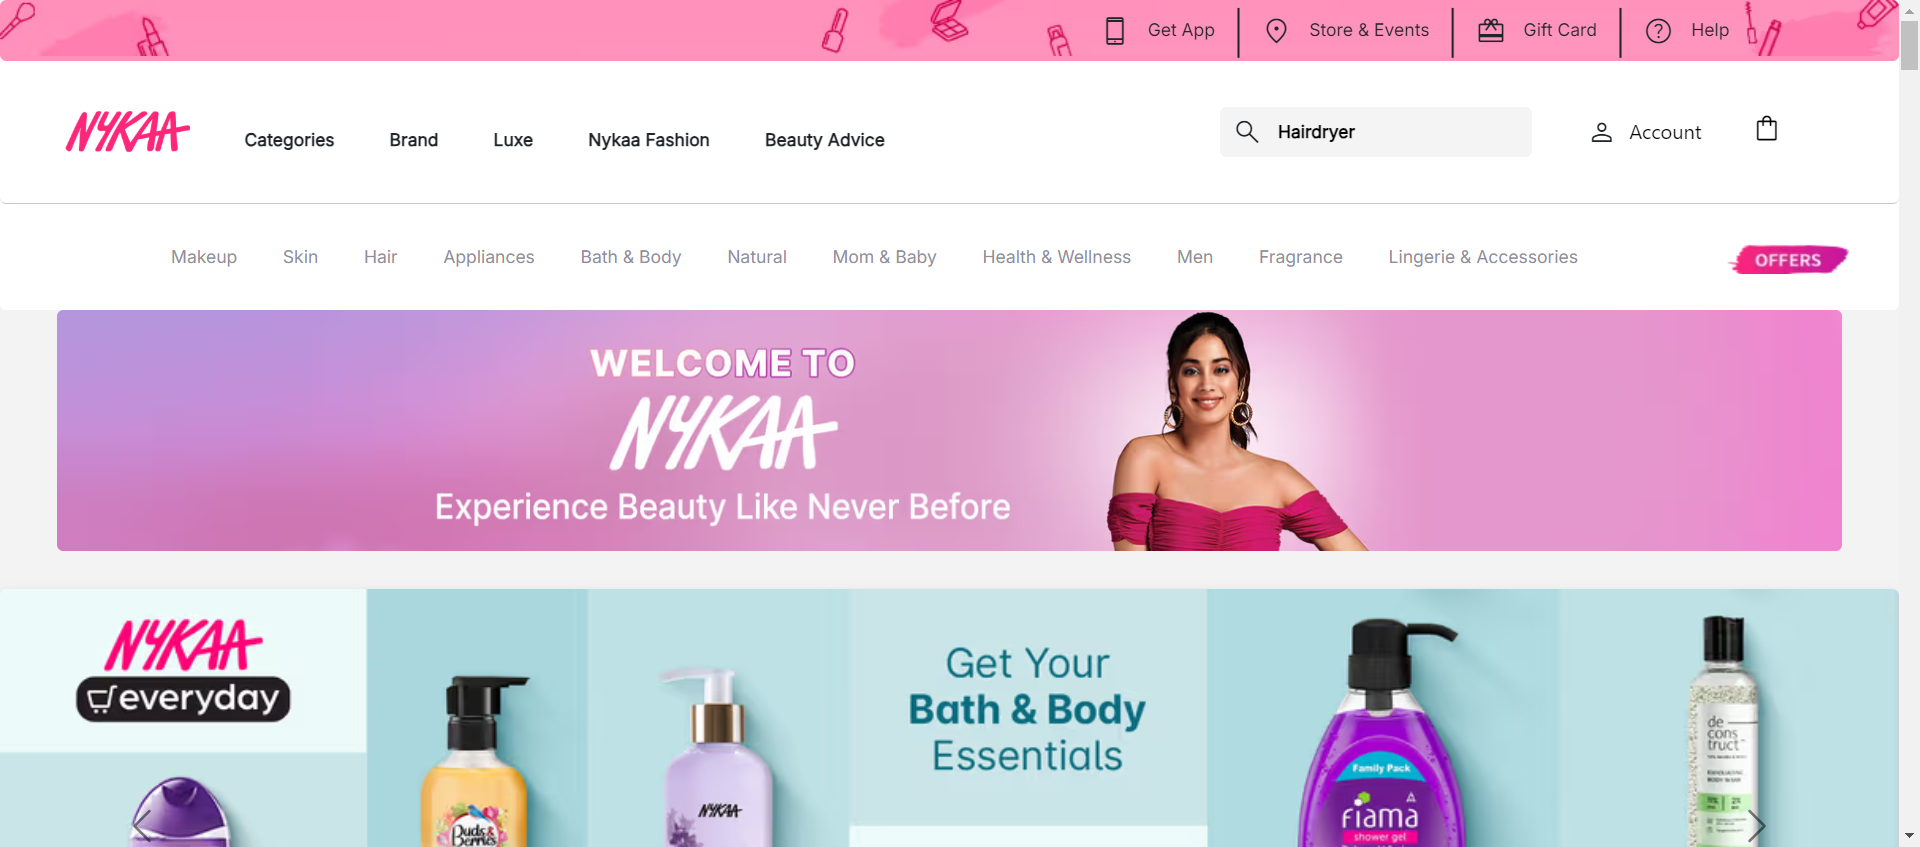 Get App
Store & Events
Gift Card
Help
NYKAA
Categories
Brand
Luxe
Nykaa Fashion
Beauty Advice
Hairdryer
Account
Makeup
Skin
Hair
Appliances
Bath & Body
Natural
Mom & Baby
Health & Wellness
Men
Fragrance
Lingerie & Accessories
OFFERS
WELCOME TO
NYKAA
Experience Beauty Like Never Before
NYKAA
everyday
Get Your
Bath & Body
Essentials
Buds&
Berries
NYKAA
Family Pack
fiama
shower gel
de
cons
truct
EXFOLIATING
BODY WASH